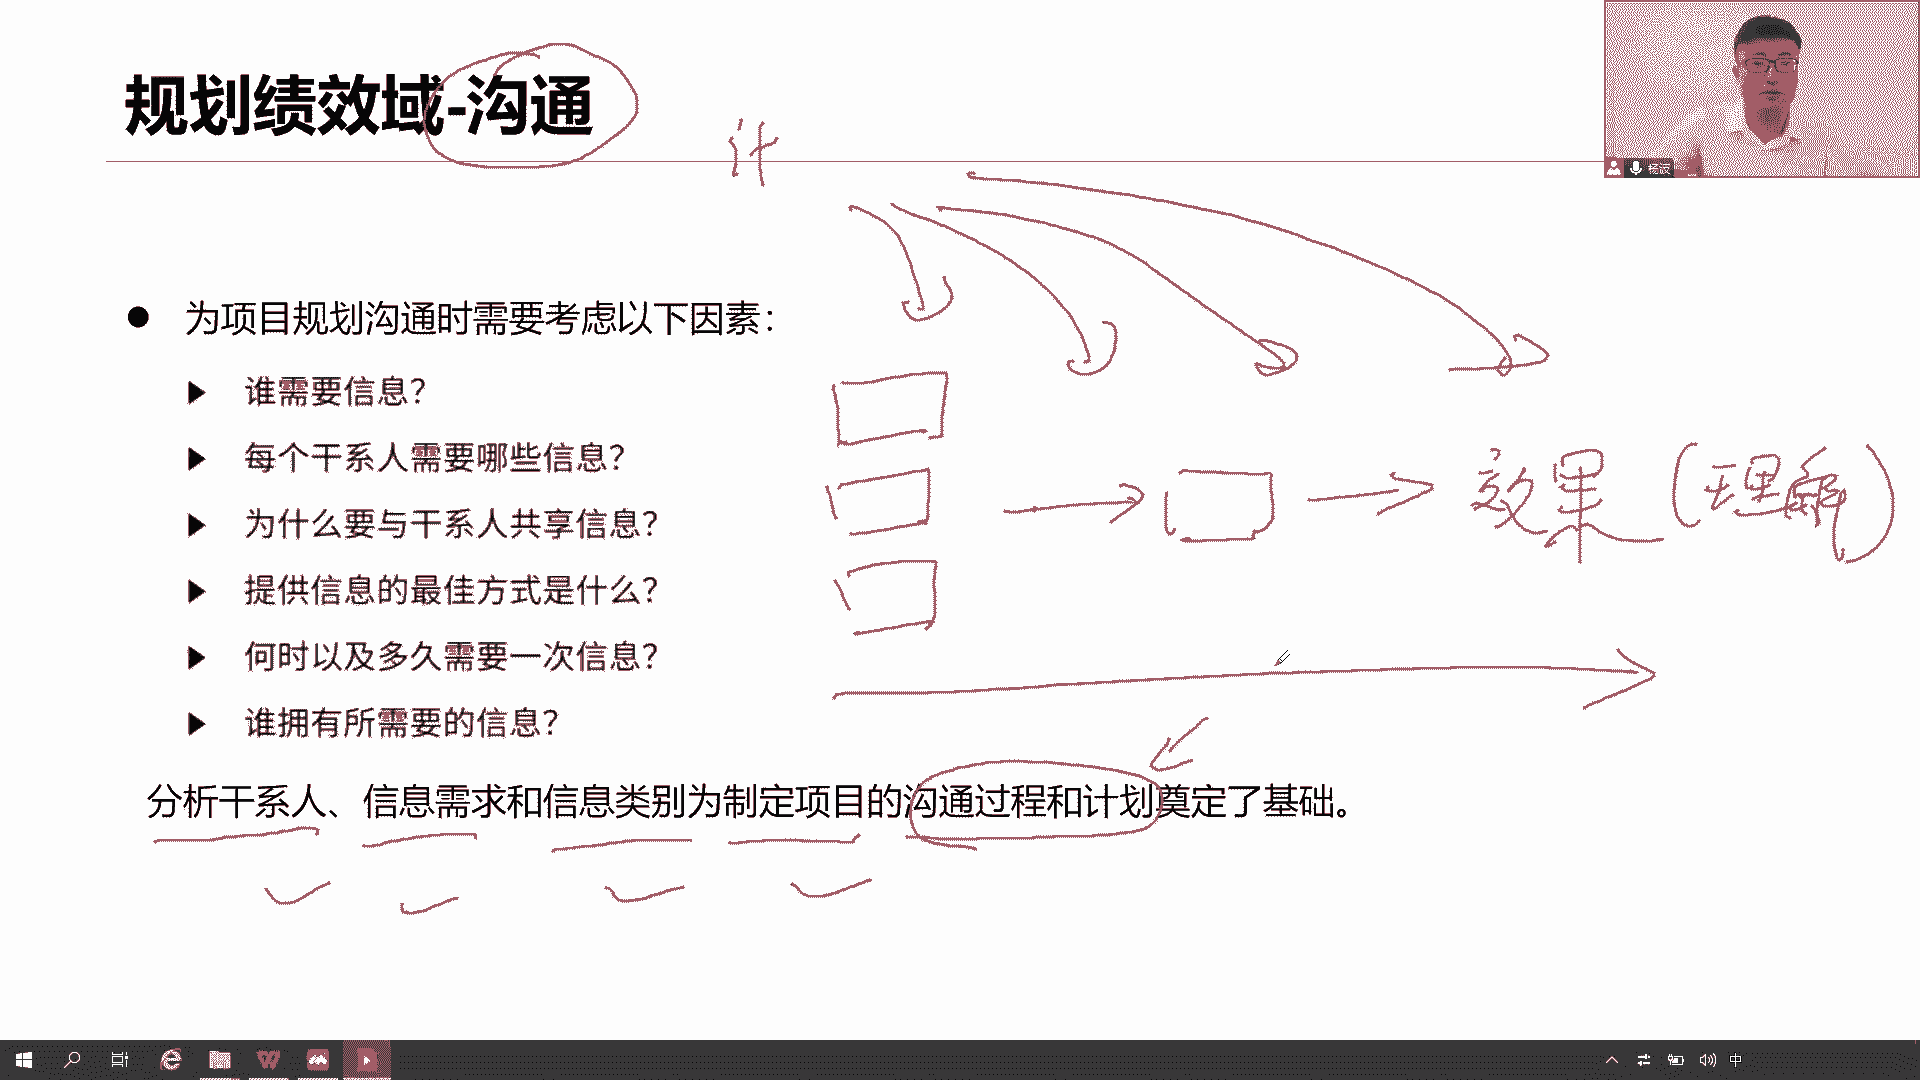 规划绩效域-沟通
计
杨波
为项目规划沟通时需要考虑以下因素：
谁需要信息？
每个干系人需要哪些信息？
为什么要与干系人共享信息？
提供信息的最佳方式是什么？
何时以及多久需要一次信息？
谁拥有所需要的信息？
效果(理解)
分析干系人、信息需求和信息类别为制定项目的沟通过程和计划奠定了基础。
中